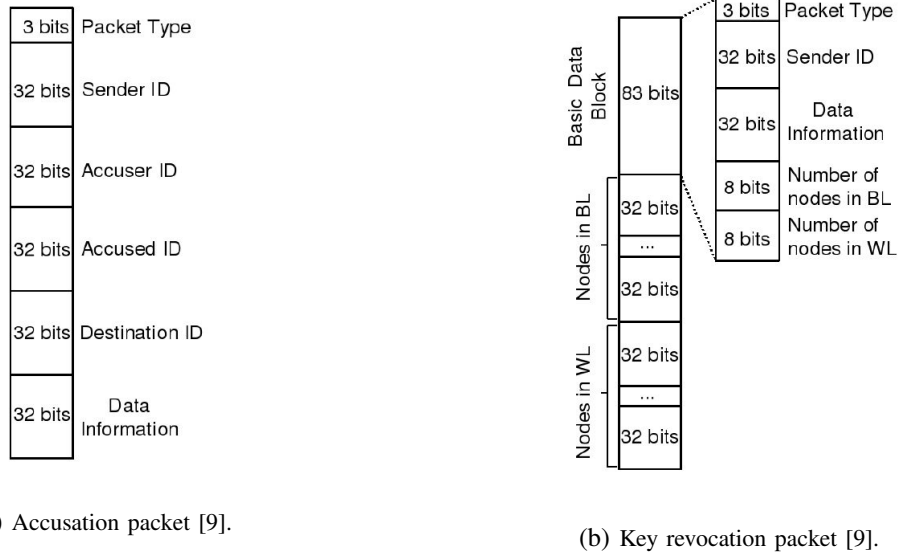 3 bits Packet Type
32 bits Sender ID
32 bits Accuser ID
32 bits Accused ID
32 bits Destination ID
32 bits Data
Information
) Accusation packet [9].
Basic Data
Block
83 bits
Nodes in BL
32 bits
...
32 bits
Nodes in WL
32 bits
...
32 bits
3 bits Packet Type
32 bits Sender ID
32 bits Data
Information
8 bits Number of
nodes in BL
8 bits Number of
nodes in WL
(b) Key revocation packet [9].